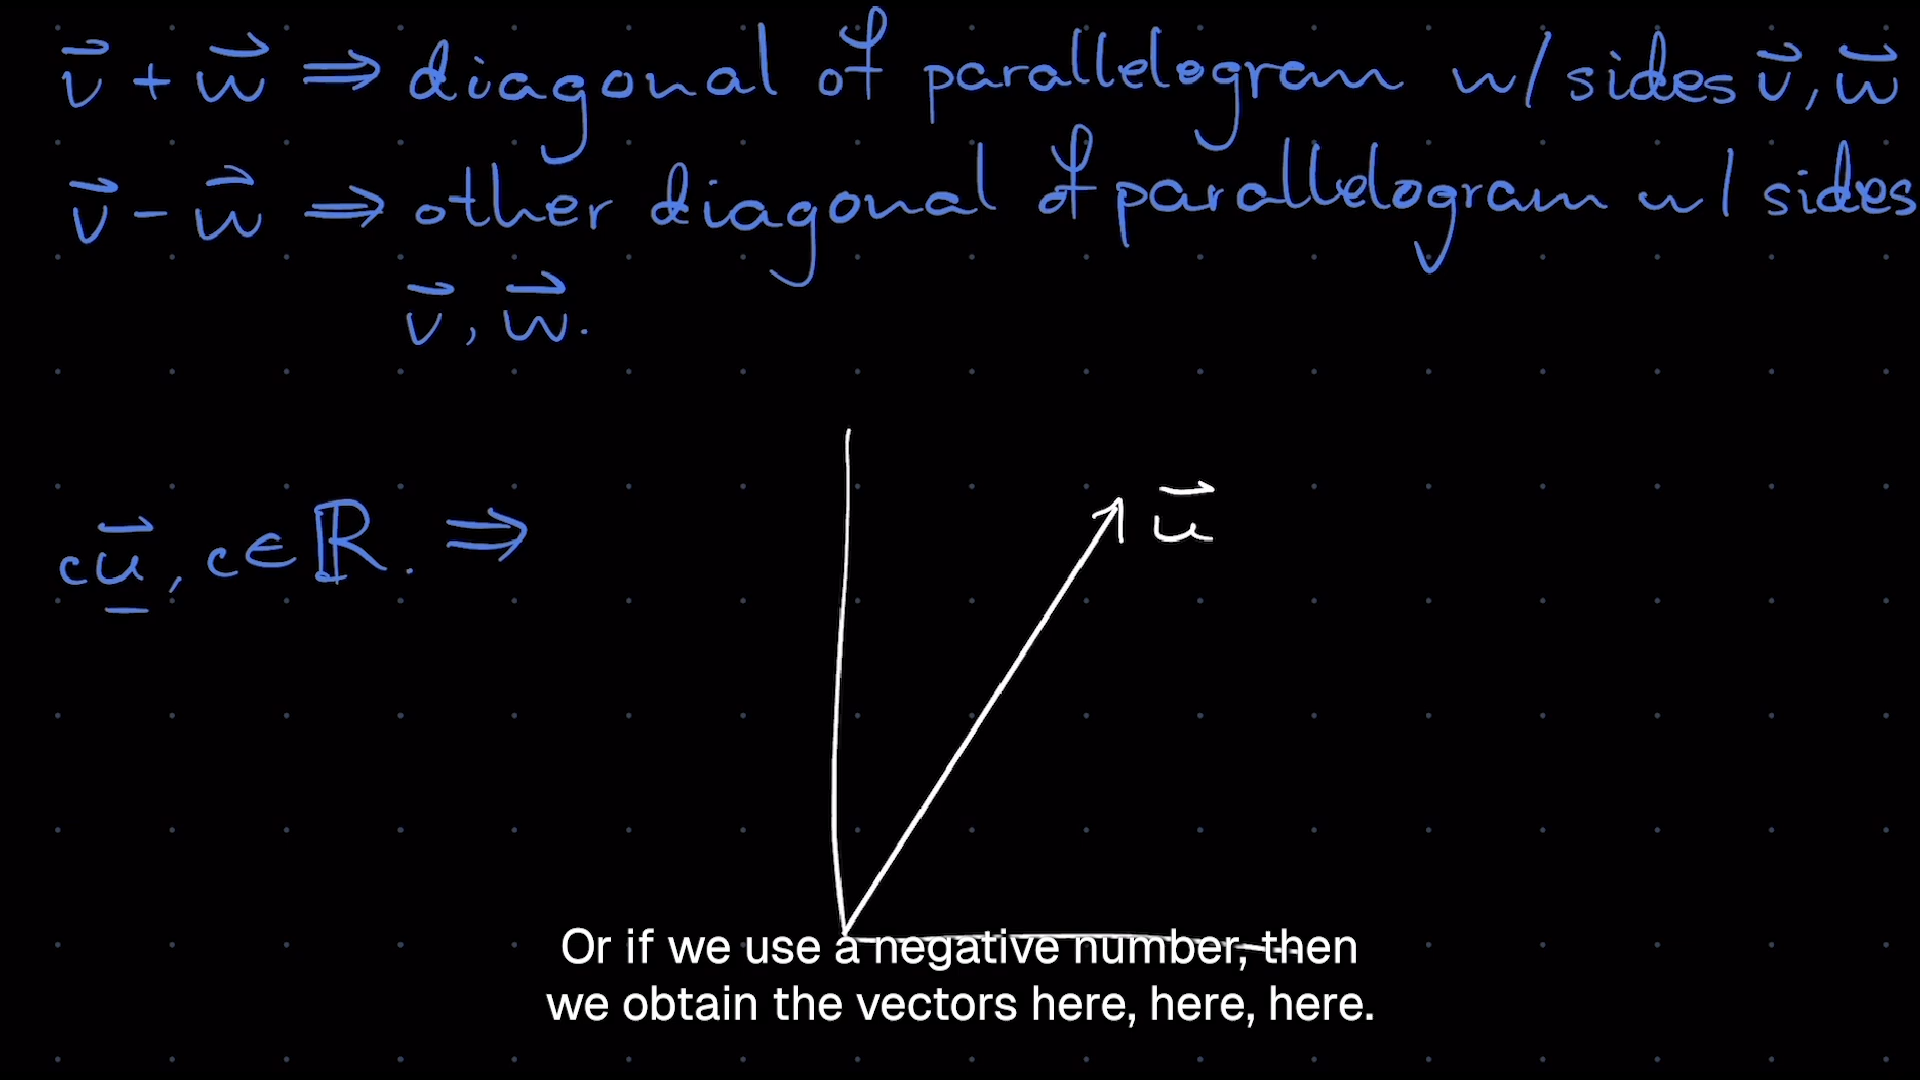 v⃗ + w⃗ ⇒ diagonal of parallelogram w/ sides v⃗, w⃗
v⃗ − w⃗ ⇒ other diagonal of parallelogram w/ sides
v⃗, w⃗.
cu⃗, c∈ℝ. ⇒
u⃗
Or if we use a negative number, then
we obtain the vectors here, here, here.